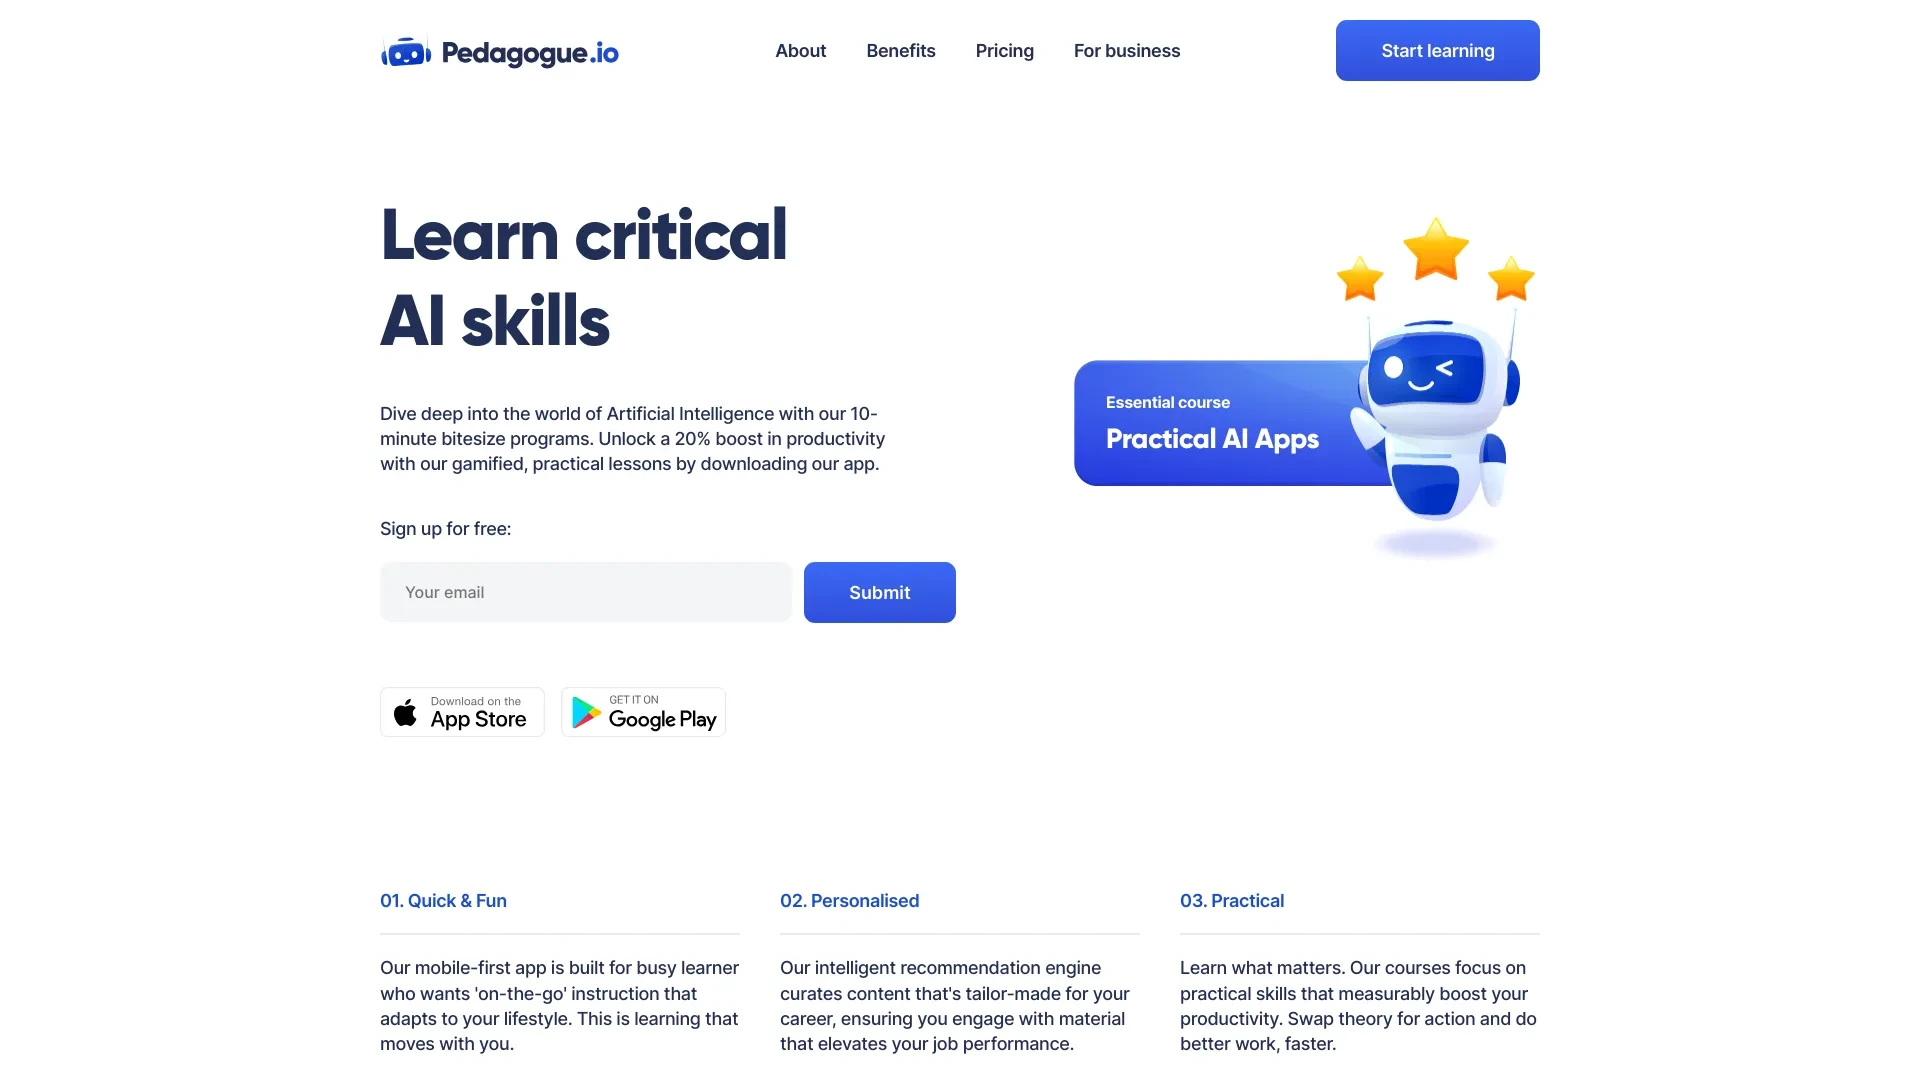 Pedagogue.io
About
Benefits
Pricing
For business
Start learning
Learn critical
AI skills
Dive deep into the world of Artificial Intelligence with our 10-
minute bitesize programs. Unlock a 20% boost in productivity
with our gamified, practical lessons by downloading our app.
Sign up for free:
Your email
Submit
Download on the
App Store
GET IT ON
Google Play
Essential course
Practical AI Apps
01. Quick & Fun
Our mobile-first app is built for busy learner
who wants 'on-the-go' instruction that
adapts to your lifestyle. This is learning that
moves with you.
02. Personalised
Our intelligent recommendation engine
curates content that's tailor-made for your
career, ensuring you engage with material
that elevates your job performance.
03. Practical
Learn what matters. Our courses focus on
practical skills that measurably boost your
productivity. Swap theory for action and do
better work, faster.